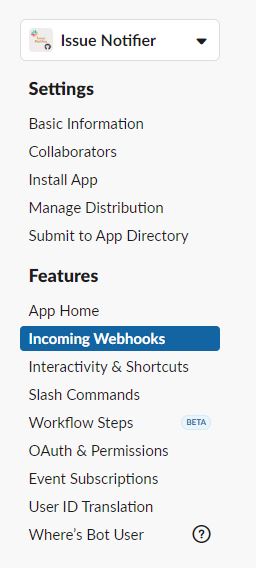 Issue Notifier
Settings
Basic Information
Collaborators
Install App
Manage Distribution
Submit to App Directory
Features
App Home
Incoming Webhooks
Interactivity & Shortcuts
Slash Commands
Workflow Steps BETA
OAuth & Permissions
Event Subscriptions
User ID Translation
Where's Bot User ?